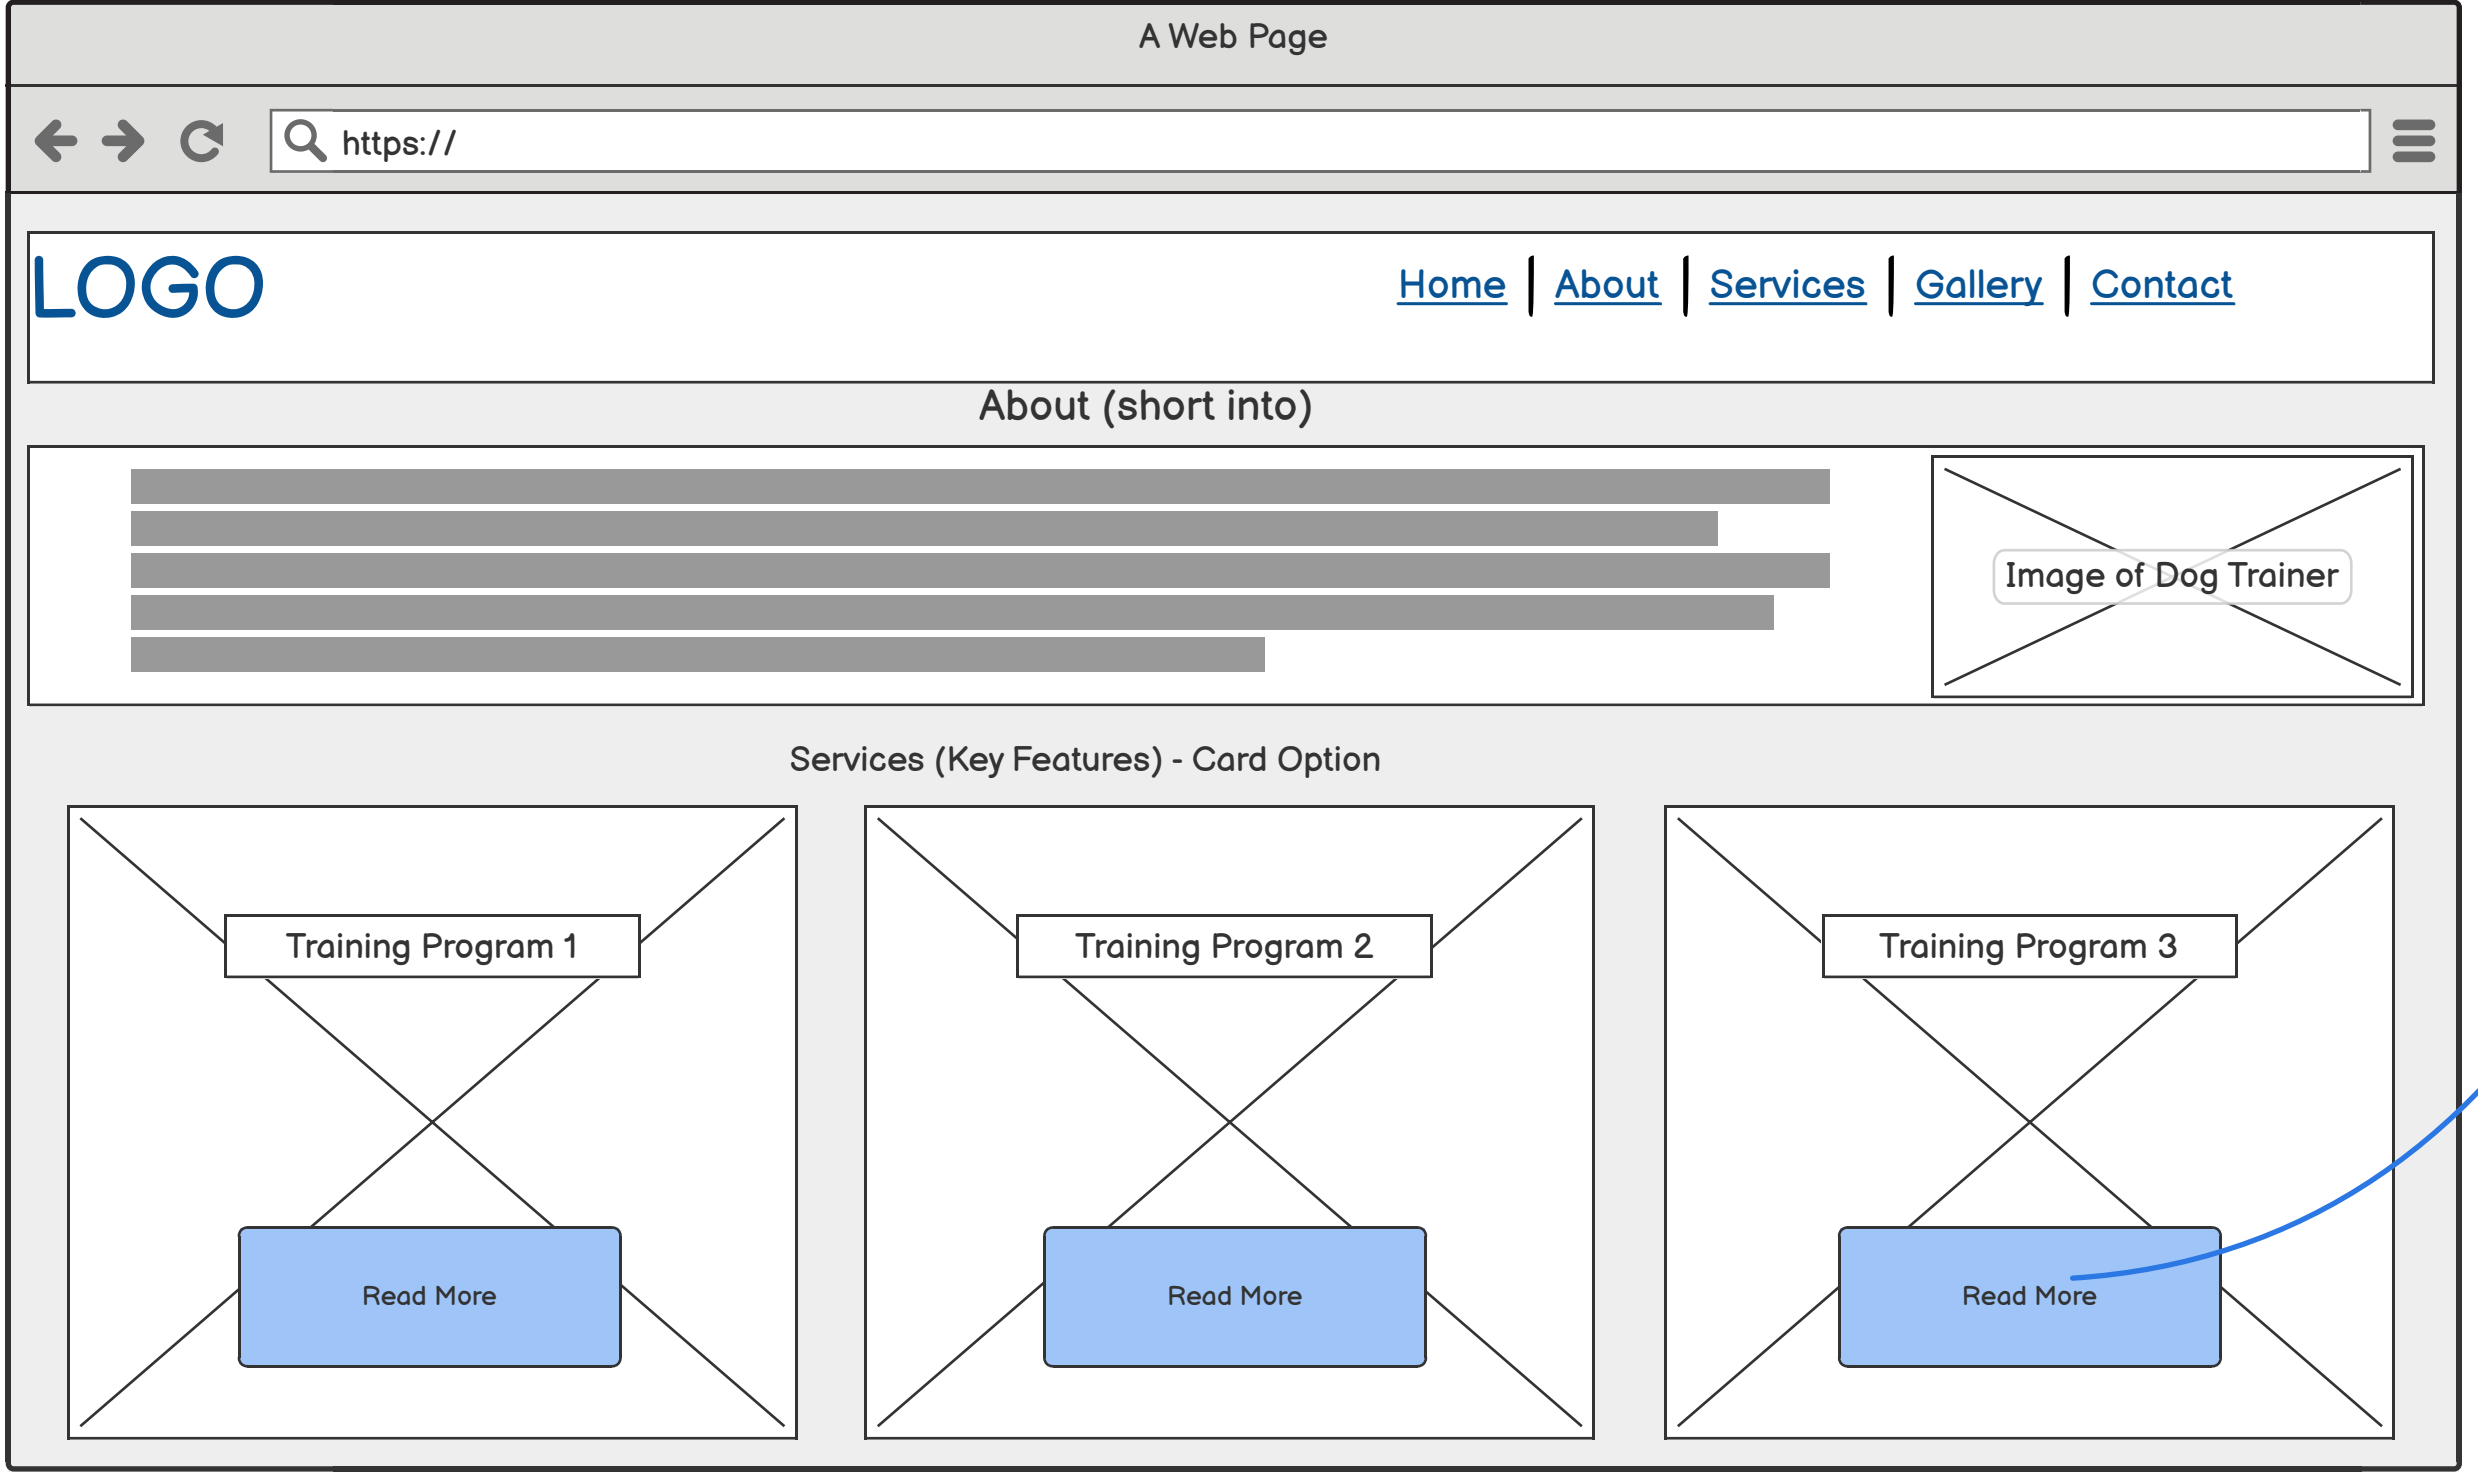 A Web Page
https://
LOGO
Home About Services Gallery Contact
About (short into)
Image of Dog Trainer
Services (Key Features) - Card Option
Training Program 1
Training Program 2
Training Program 3
Read More
Read More
Read More